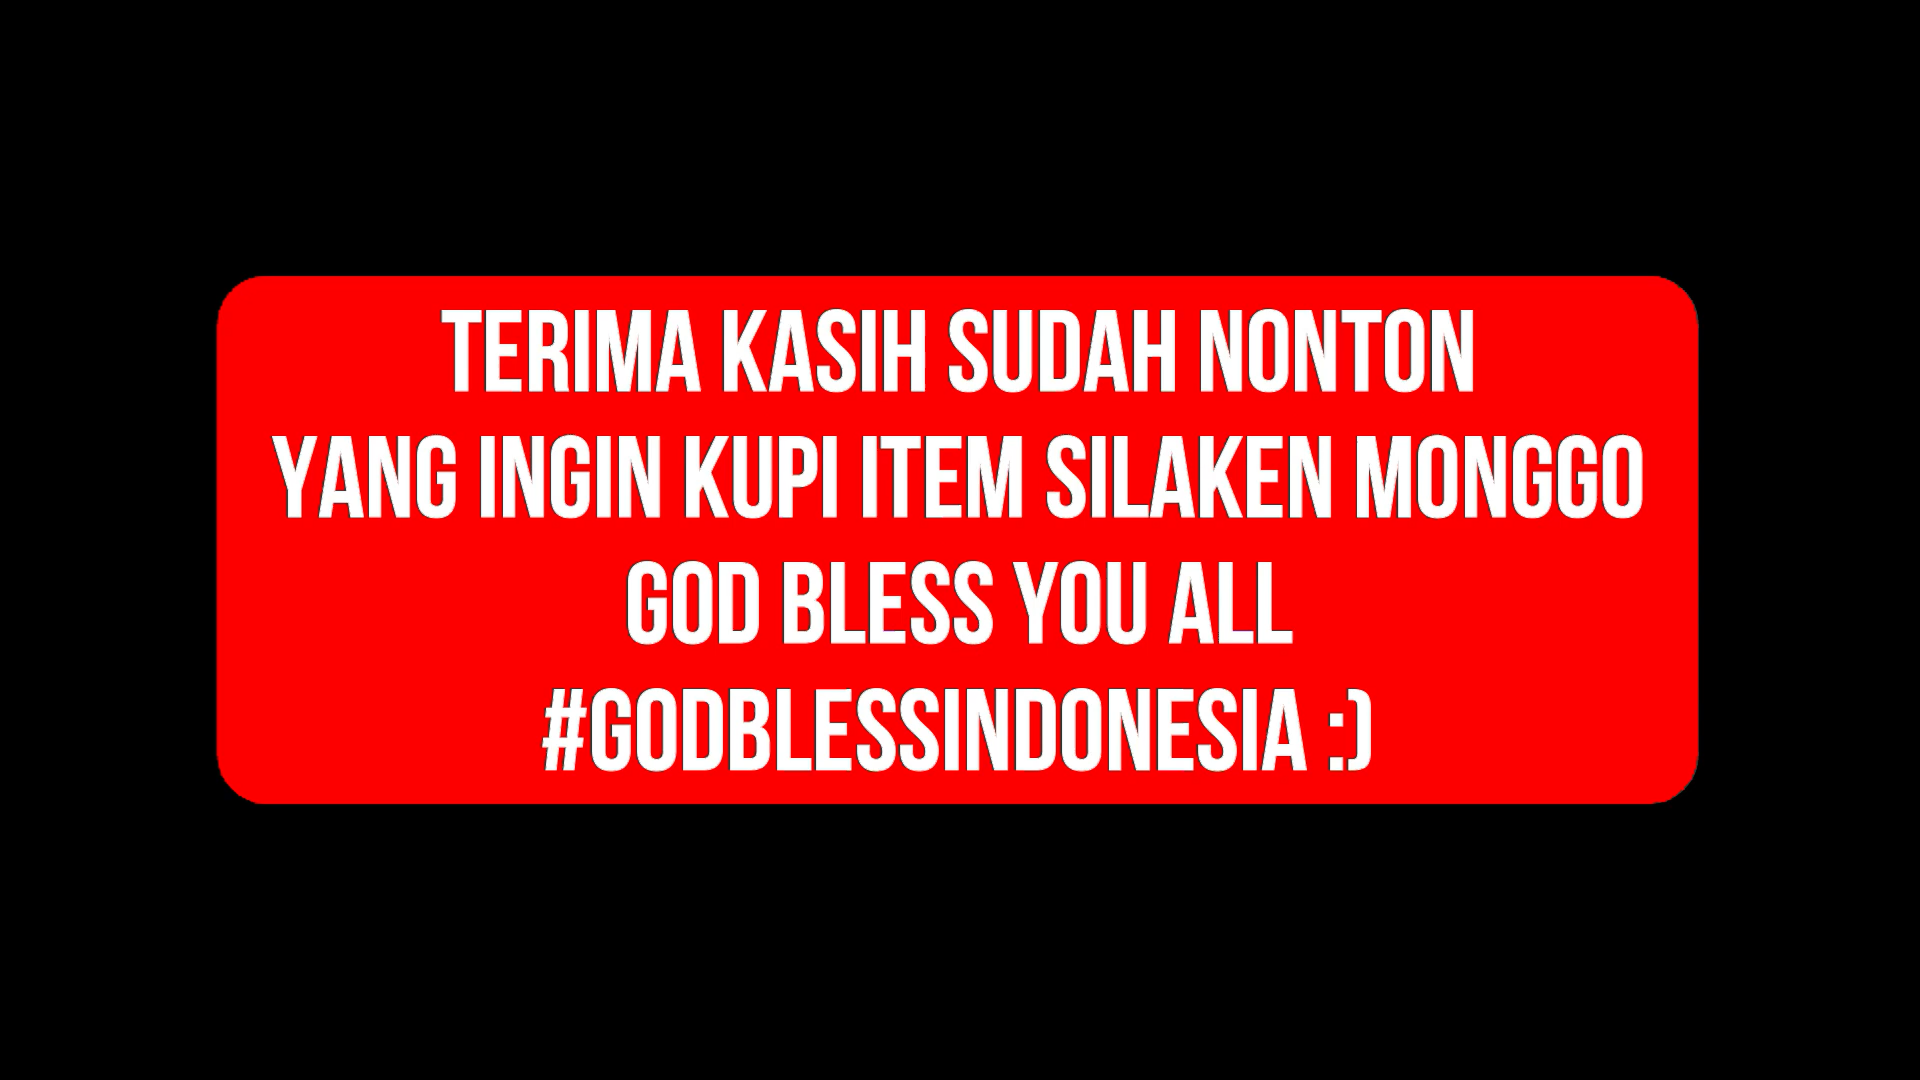 TERIMA KASIH SUDAH NONTON
YANG INGIN KUPI ITEM SILAKEN MONGGO
GOD BLESS YOU ALL
#GODBLESSINDONESIA :)